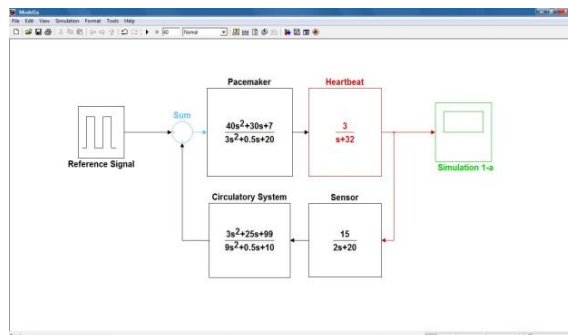 Modelica
File Edit View Simulation Format Tools Help
Normal
Pacemaker
Heartbeat
Sum
40s²+30s+7
3s²+0.5s+20
3
s+32
Reference Signal
Simulation 1-a
Circulatory System
Sensor
3s²+25s+99
9s²+0.5s+10
15
2s+20